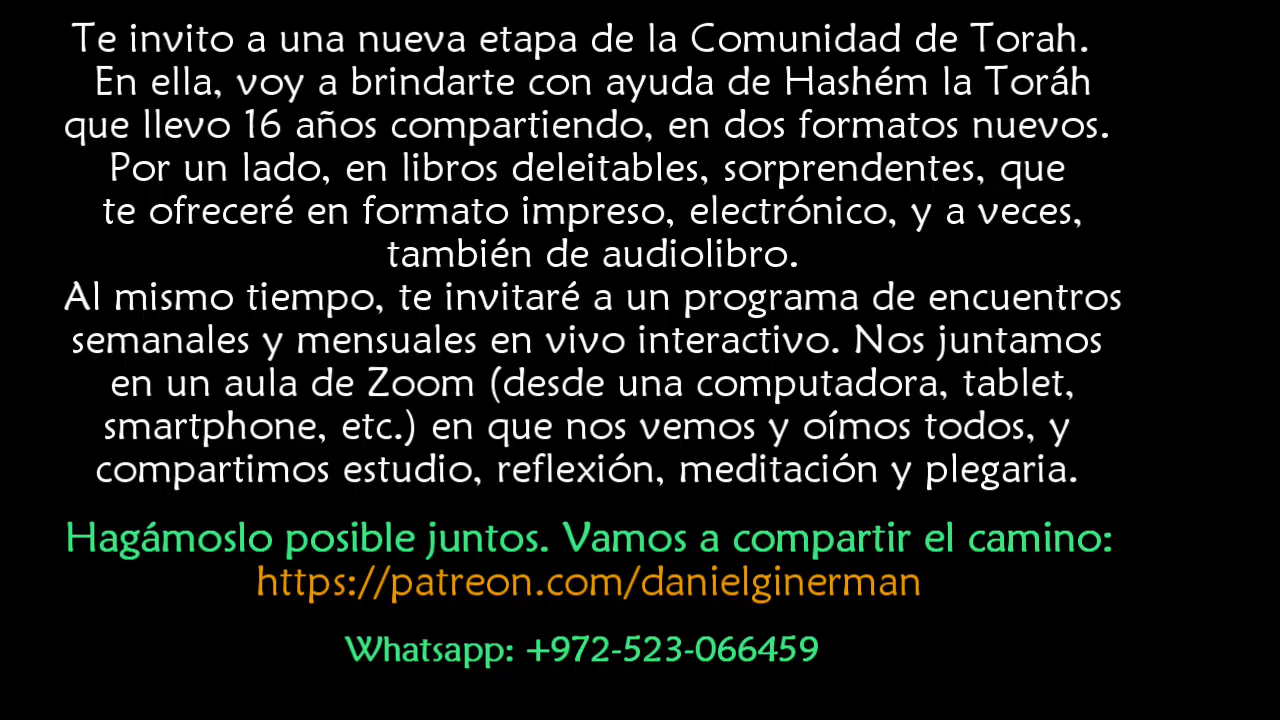 Te invito a una nueva etapa de la Comunidad de Torah.
En ella, voy a brindarte con ayuda de Hashém la Toráh
que llevo 16 años compartiendo, en dos formatos nuevos.
Por un lado, en libros deleitables, sorprendentes, que
te ofreceré en formato impreso, electrónico, y a veces,
también de audiolibro.
Al mismo tiempo, te invitaré a un programa de encuentros
semanales y mensuales en vivo interactivo. Nos juntamos
en un aula de Zoom (desde una computadora, tablet,
smartphone, etc.) en que nos vemos y oímos todos, y
compartimos estudio, reflexión, meditación y plegaria.
Hagámoslo posible juntos. Vamos a compartir el camino:
https://patreon.com/danielginerman
Whatsapp: +972-523-066459